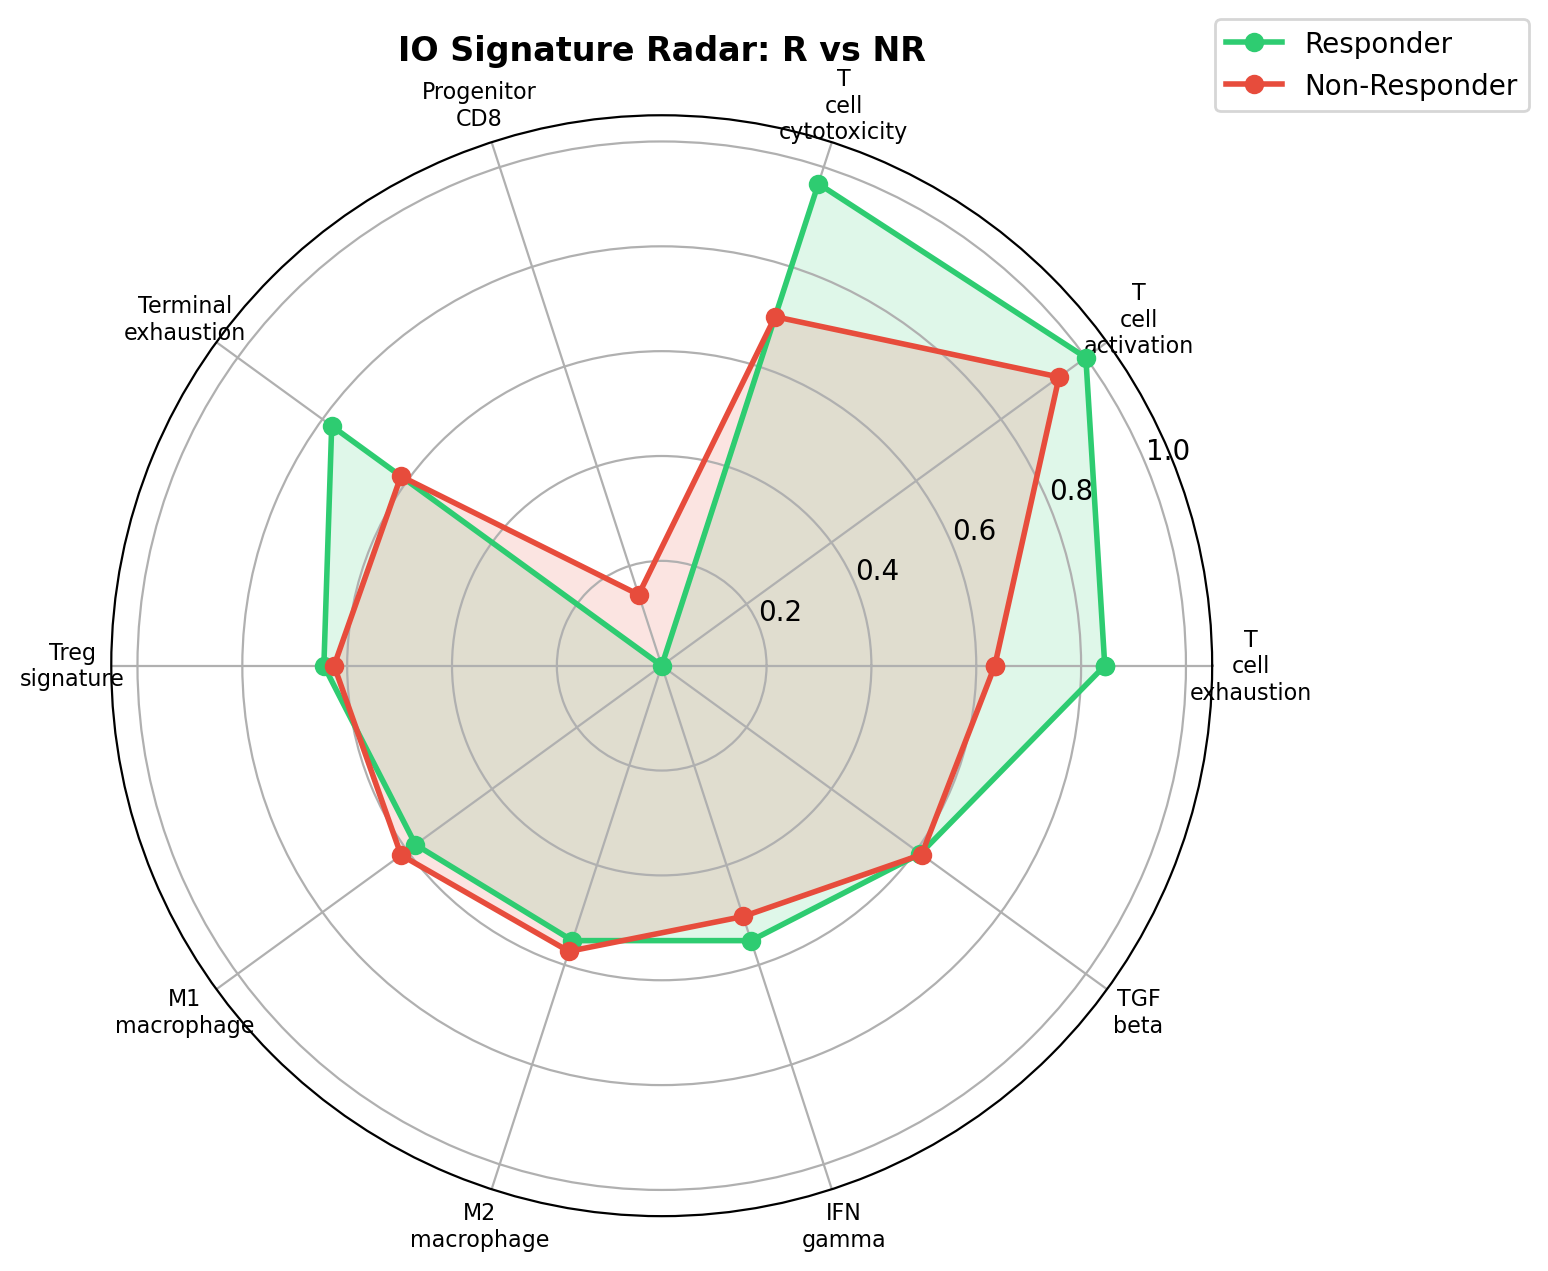 IO Signature Radar: R vs NR
Responder
Non-Responder
T
cell
cytotoxicity
Progenitor
CD8
T
cell
activation
Terminal
exhaustion
1.0
0.8
0.6
0.4
0.2
T
cell
exhaustion
Treg
signature
M1
macrophage
TGF
beta
M2
macrophage
IFN
gamma